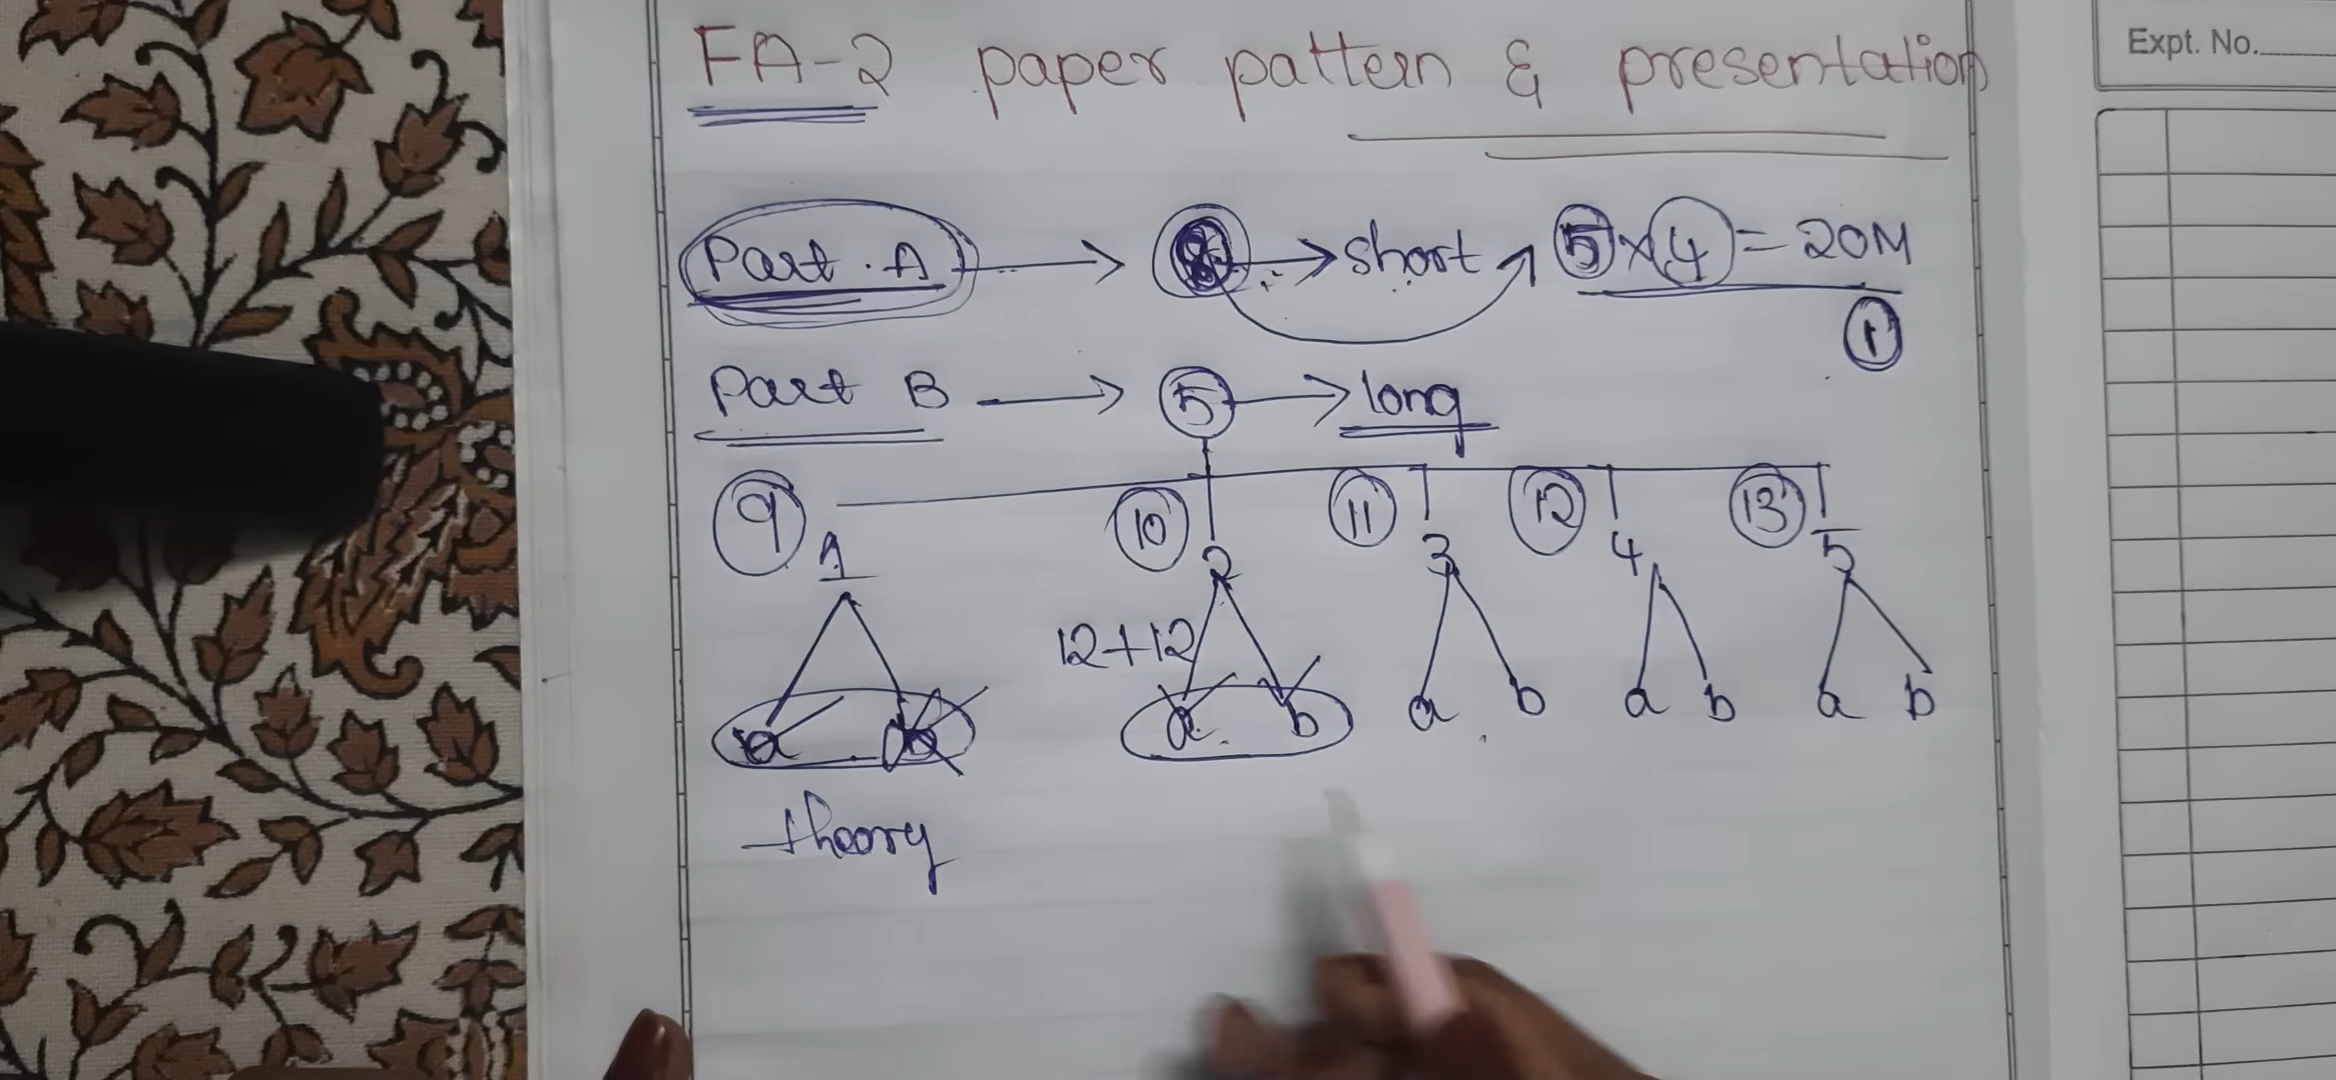 FA-2 paper pattern & presentation
Expt. No.
Part. A → 8 → short 5 × 4 = 20M
1
Part B → 5 → long
9 10 11 12 13
1 2 3 4 5
12+12
a b a b a b a b a b
theory